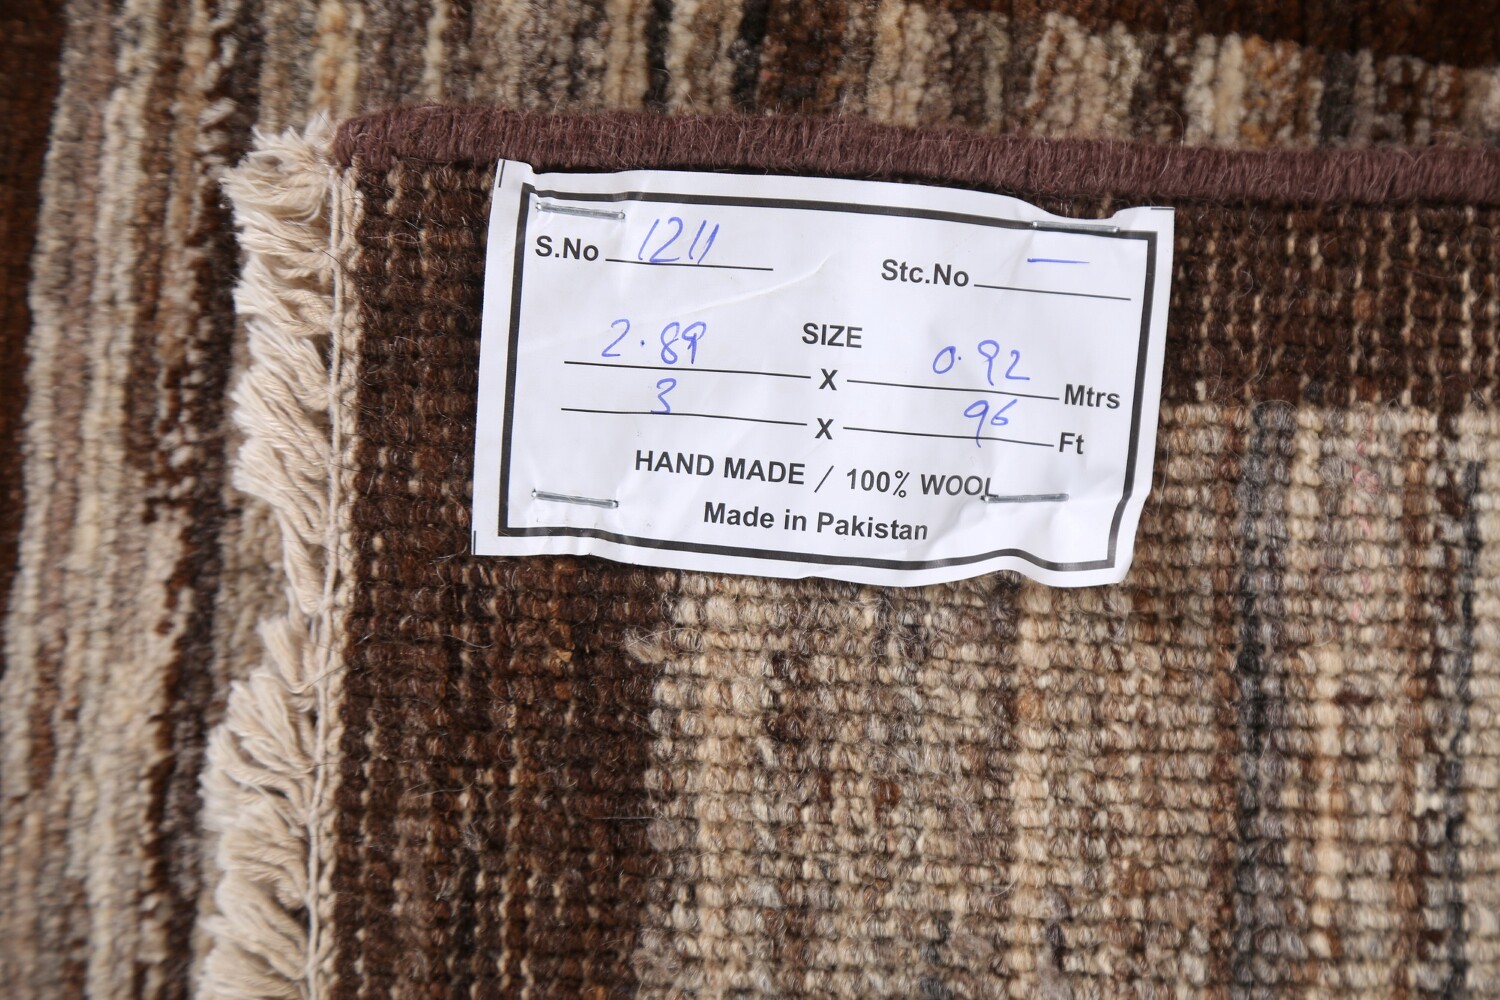 S.No 1211 Stc.No —
SIZE
2.89 X 0.92 Mtrs
3 X 96 Ft
HAND MADE / 100% WOOL
Made in Pakistan